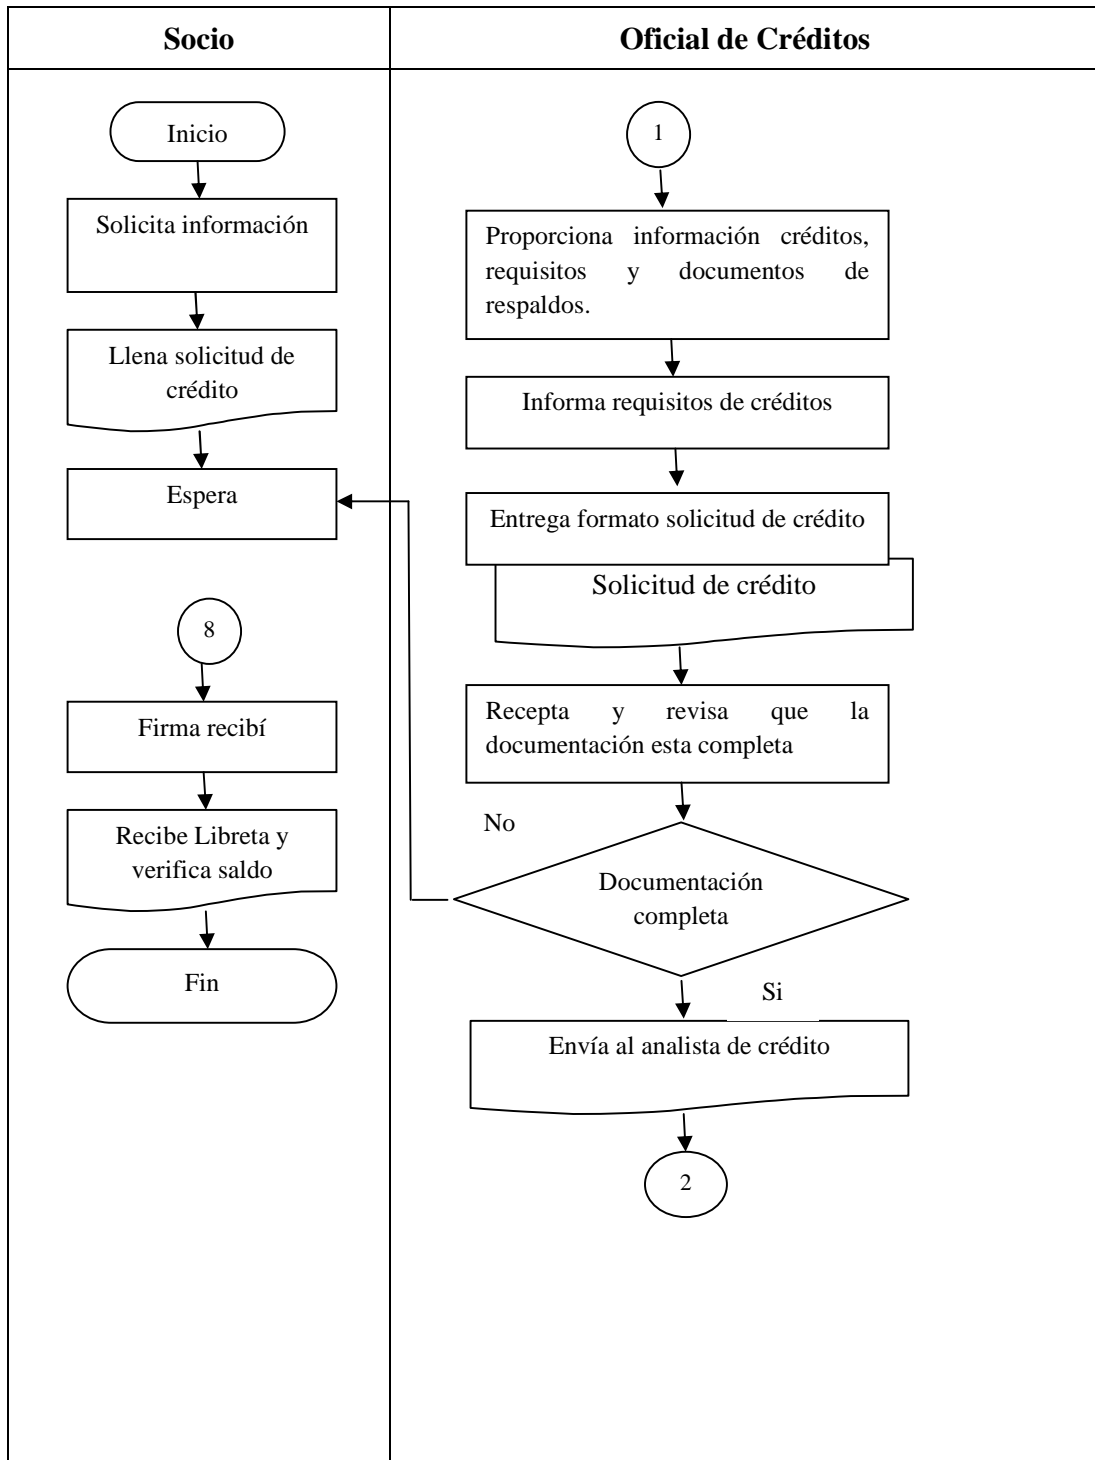 Socio
Oficial de Créditos
Inicio
Solicita información
Llena solicitud de
crédito
Espera
8
Firma recibí
Recibe Libreta y
verifica saldo
Fin
1
Proporciona información créditos,
requisitos y documentos de
respaldos.
Informa requisitos de créditos
Entrega formato solicitud de crédito
Solicitud de crédito
Recepta y revisa que la
documentación esta completa
No
Documentación
completa
Si
Envía al analista de crédito
2